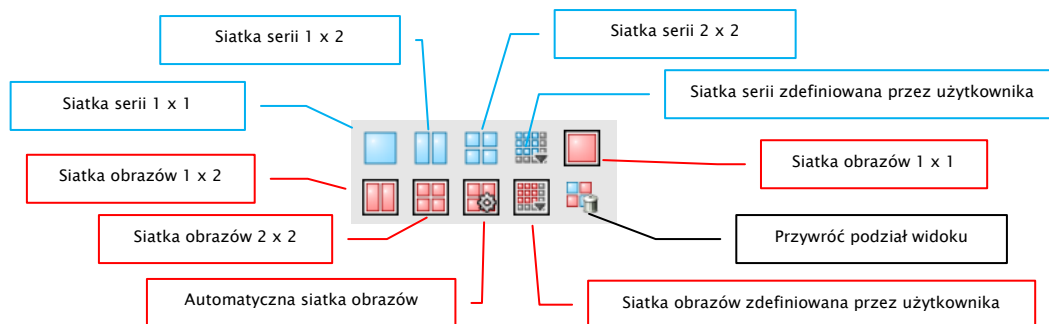 Siatka serii 1 x 2
Siatka serii 2 x 2
Siatka serii 1 x 1
Siatka serii zdefiniowana przez użytkownika
Siatka obrazów 1 x 2
Siatka obrazów 1 x 1
Siatka obrazów 2 x 2
Przywróć podział widoku
Automatyczna siatka obrazów
Siatka obrazów zdefiniowana przez użytkownika